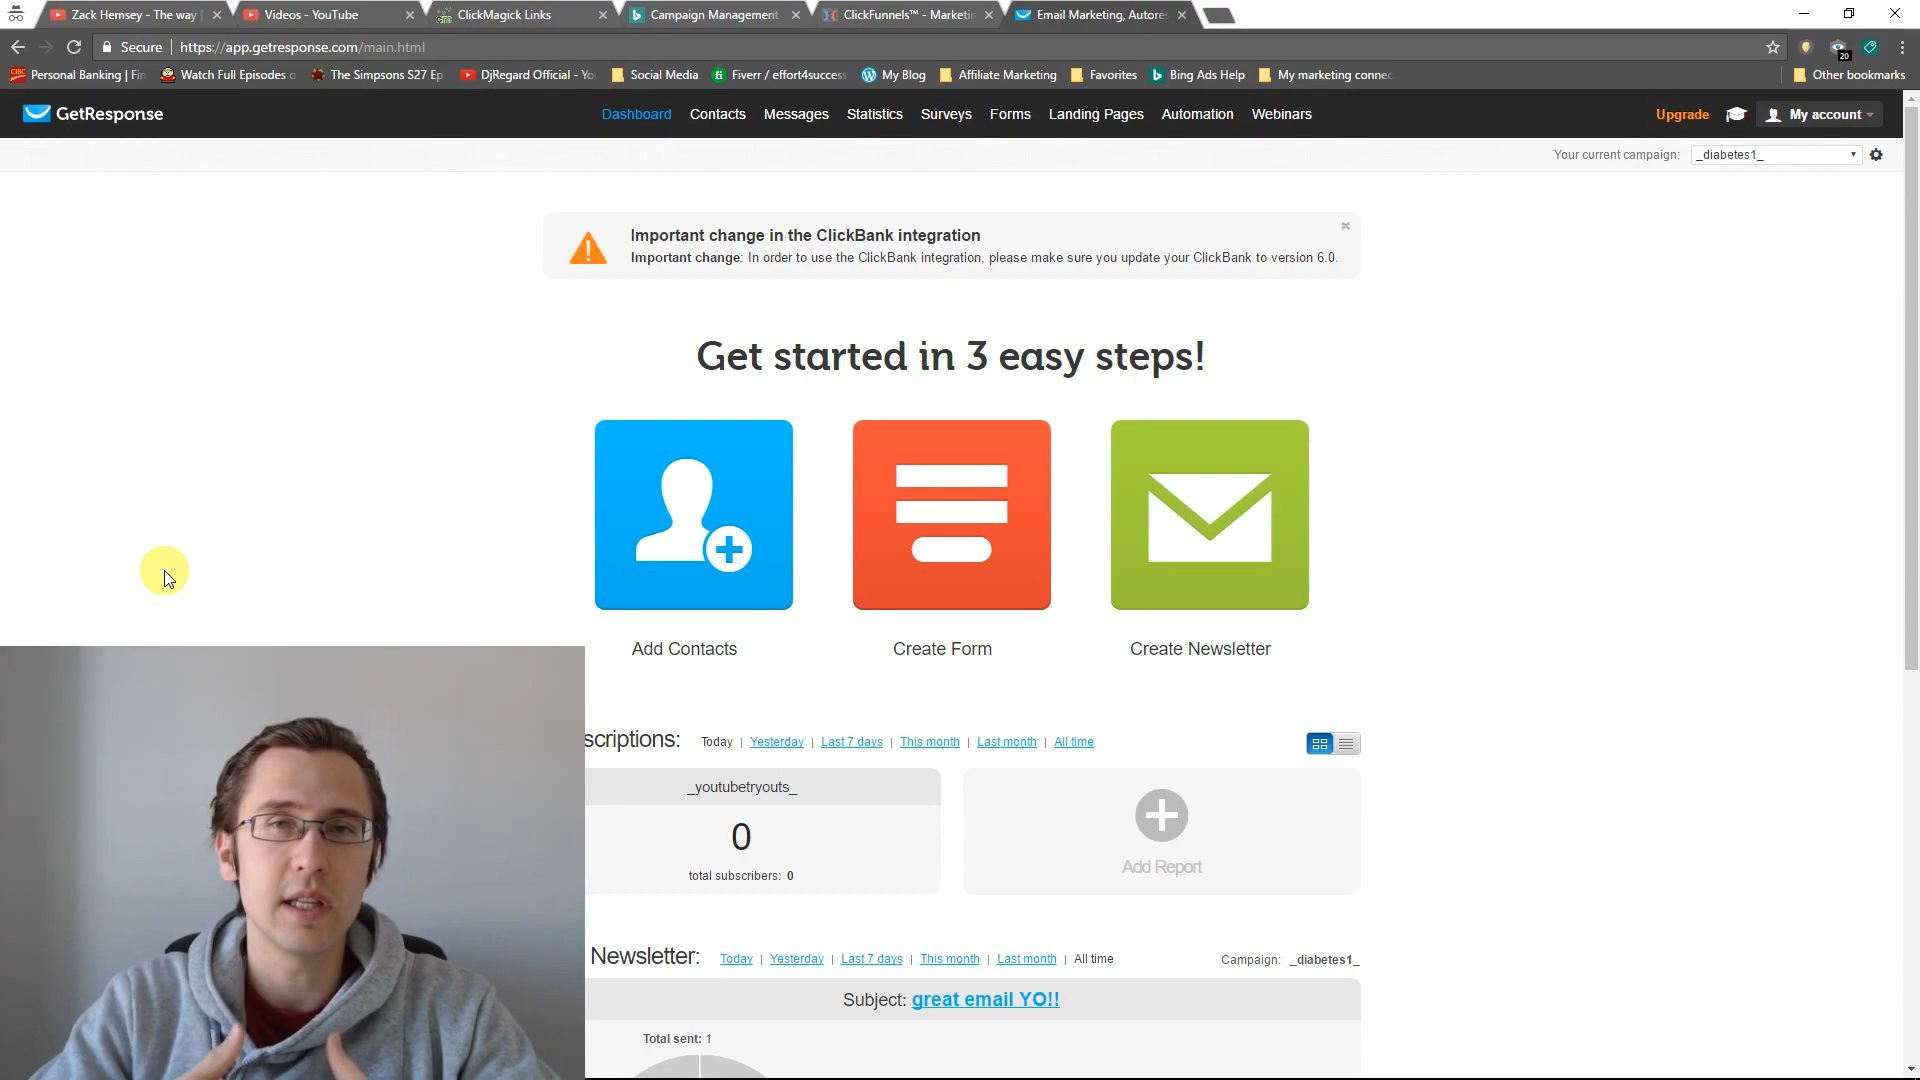 Zack Hemsey - The way
Videos - YouTube
ClickMagick Links
Campaign Management
ClickFunnels™ - Marketin
Email Marketing, Autores
Secure
https://app.getresponse.com/main.html
20
Personal Banking | Fin
Watch Full Episodes o
The Simpsons S27 Ep
DjRegard Official - Yo
Social Media
Fiverr / effort4success
My Blog
Affiliate Marketing
Favorites
Bing Ads Help
My marketing connec
Other bookmarks
GetResponse
Dashboard
Contacts
Messages
Statistics
Surveys
Forms
Landing Pages
Automation
Webinars
Upgrade
My account
Your current campaign:
_diabetes1_
Important change in the ClickBank integration
Important change: In order to use the ClickBank integration, please make sure you update your ClickBank to version 6.0.
Get started in 3 easy steps!
Add Contacts
Create Form
Create Newsletter
scriptions:
Today | Yesterday | Last 7 days | This month | Last month | All time
_youtubetryouts_
0
total subscribers: 0
Add Report
Newsletter:
Today | Yesterday | Last 7 days | This month | Last month | All time
Campaign: _diabetes1_
Subject: great email YO!!
Total sent: 1